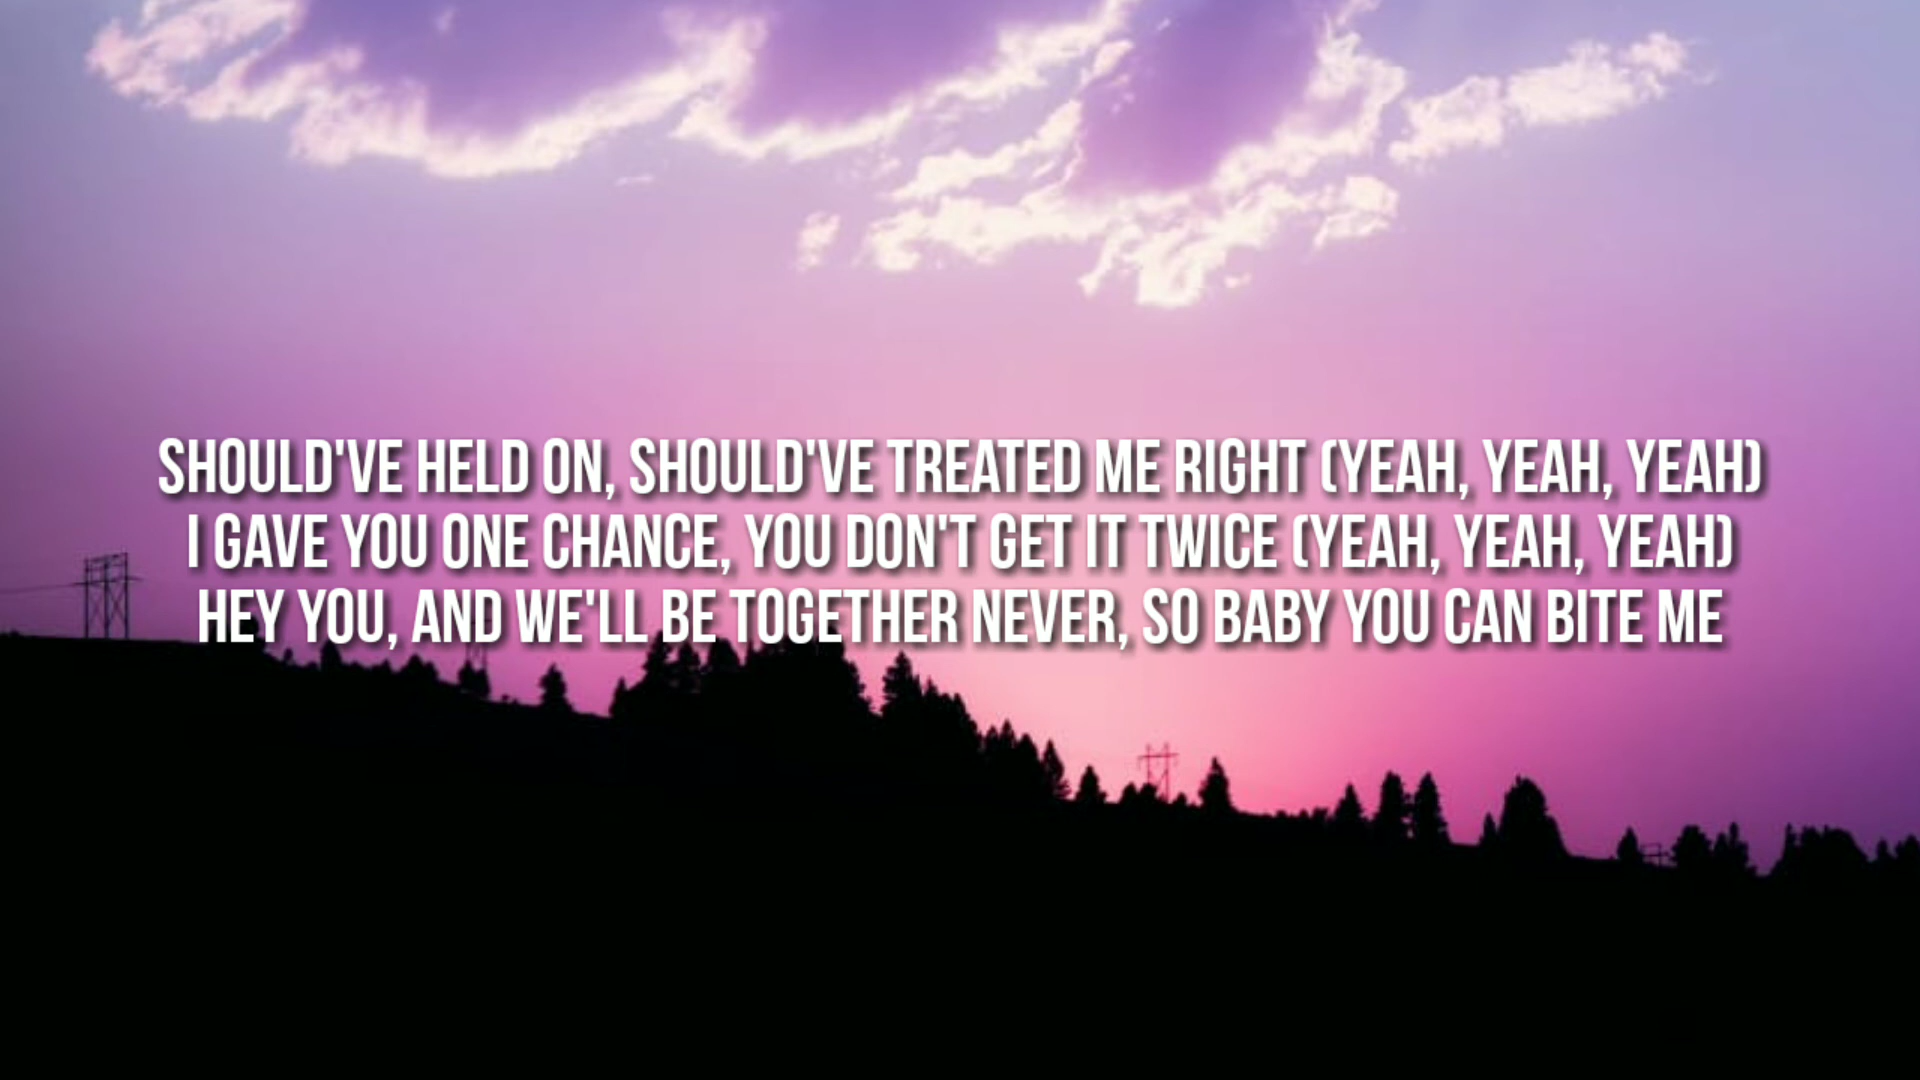 SHOULD'VE HELD ON, SHOULD'VE TREATED ME RIGHT (YEAH, YEAH, YEAH)
I GAVE YOU ONE CHANCE, YOU DON'T GET IT TWICE (YEAH, YEAH, YEAH)
HEY YOU, AND WE'LL BE TOGETHER NEVER, SO BABY YOU CAN BITE ME